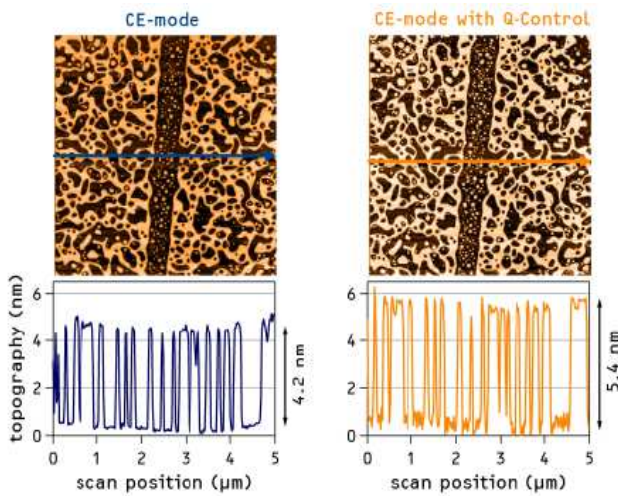 CE-mode
CE-mode with Q-Control
topography (nm)
6
4
2
0
4.2 nm
0 1 2 3 4 5
scan position (µm)
6
4
2
0
5.4 nm
0 1 2 3 4 5
scan position (µm)